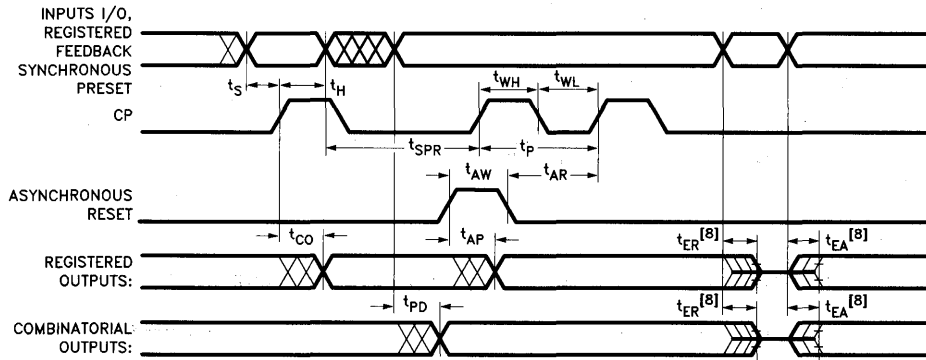 INPUTS I/O,
REGISTERED
FEEDBACK
SYNCHRONOUS
PRESET
tS
tH
tWH
tWL
CP
tSPR
tP
tAW
tAR
ASYNCHRONOUS
RESET
tCO
tAP
tER[8]
tEA[8]
REGISTERED
OUTPUTS:
tPD
tER[8]
tEA[8]
COMBINATORIAL
OUTPUTS: